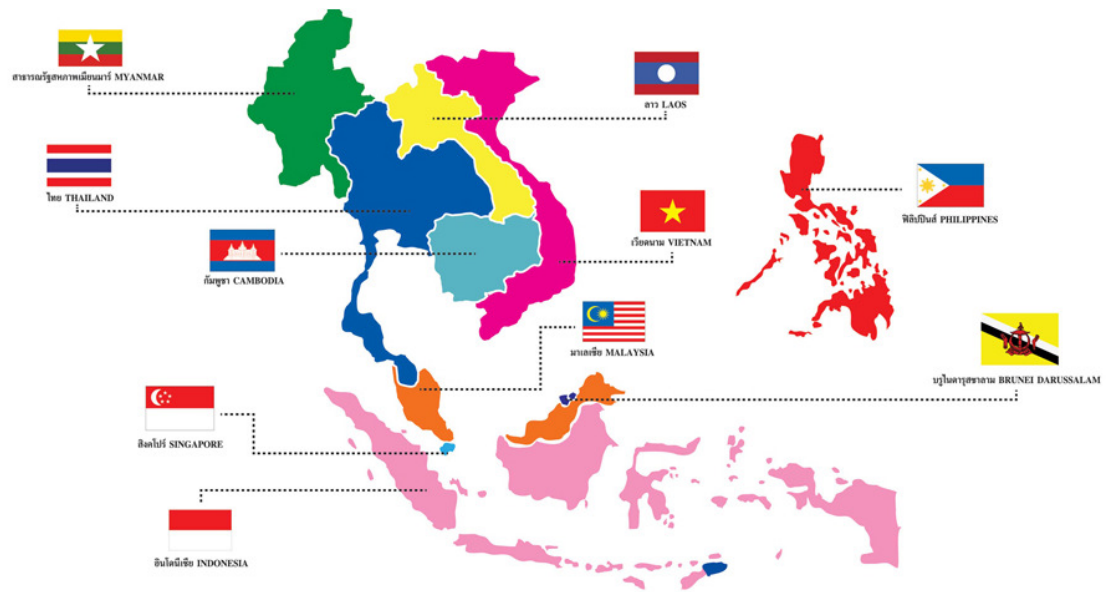 สาธารณรัฐสหภาพเมียนมาร์ MYANMAR
ลาว LAOS
ไทย THAILAND
ฟิลิปปินส์ PHILIPPINES
เวียดนาม VIETNAM
กัมพูชา CAMBODIA
มาเลเซีย MALAYSIA
บรูไนดารุสซาลาม BRUNEI DARUSSALAM
สิงคโปร์ SINGAPORE
อินโดนีเซีย INDONESIA